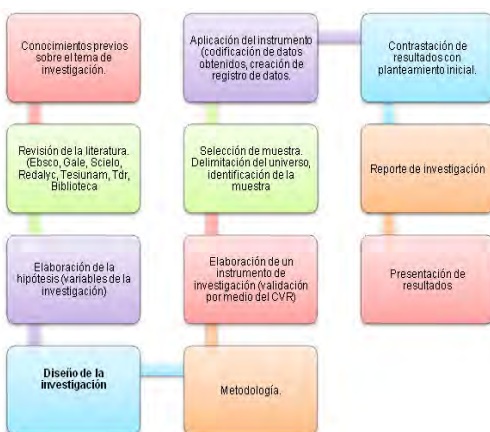 Conocimientos previos
sobre el tema de
investigación.
Revisión de la literatura.
(Ebsco, Gale, Scielo,
Redalyc, Tesiunam, Tdr,
Biblioteca
Elaboración de la
hipótesis (variables de la
investigación)
Diseño de la
investigación
Metodología.
Elaboración de un
instrumento de
investigación (validación
por medio del CVR)
Selección de muestra.
Delimitación del universo,
identificación de la
muestra
Aplicación del instrumento
(codificación de datos
obtenidos, creación de
registro de datos.
Contrastación de
resultados con
planteamiento inicial.
Reporte de investigación
Presentación de
resultados